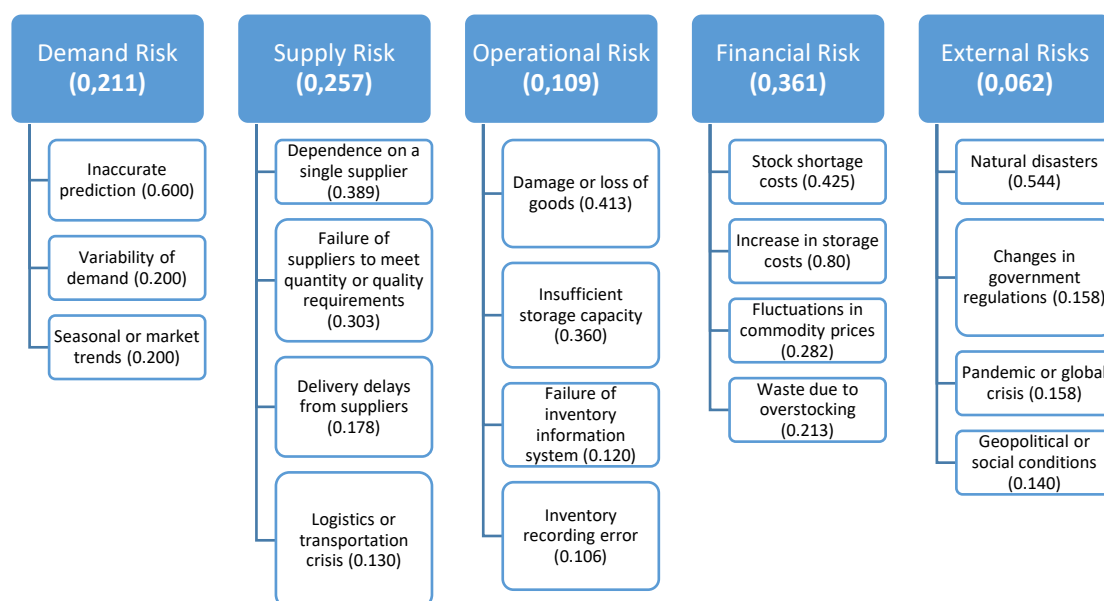 Demand Risk
(0,211)
Inaccurate
prediction (0.600)
Variability of
demand (0.200)
Seasonal or market
trends (0.200)
Supply Risk
(0,257)
Dependence on a
single supplier
(0.389)
Failure of
suppliers to meet
quantity or quality
requirements
(0.303)
Delivery delays
from suppliers
(0.178)
Logistics or
transportation
crisis (0.130)
Operational Risk
(0,109)
Damage or loss of
goods (0.413)
Insufficient
storage capacity
(0.360)
Failure of
inventory
information
system (0.120)
Inventory
recording error
(0.106)
Financial Risk
(0,361)
Stock shortage
costs (0.425)
Increase in storage
costs (0.80)
Fluctuations in
commodity prices
(0.282)
Waste due to
overstocking
(0.213)
External Risks
(0,062)
Natural disasters
(0.544)
Changes in
government
regulations (0.158)
Pandemic or global
crisis (0.158)
Geopolitical or
social conditions
(0.140)